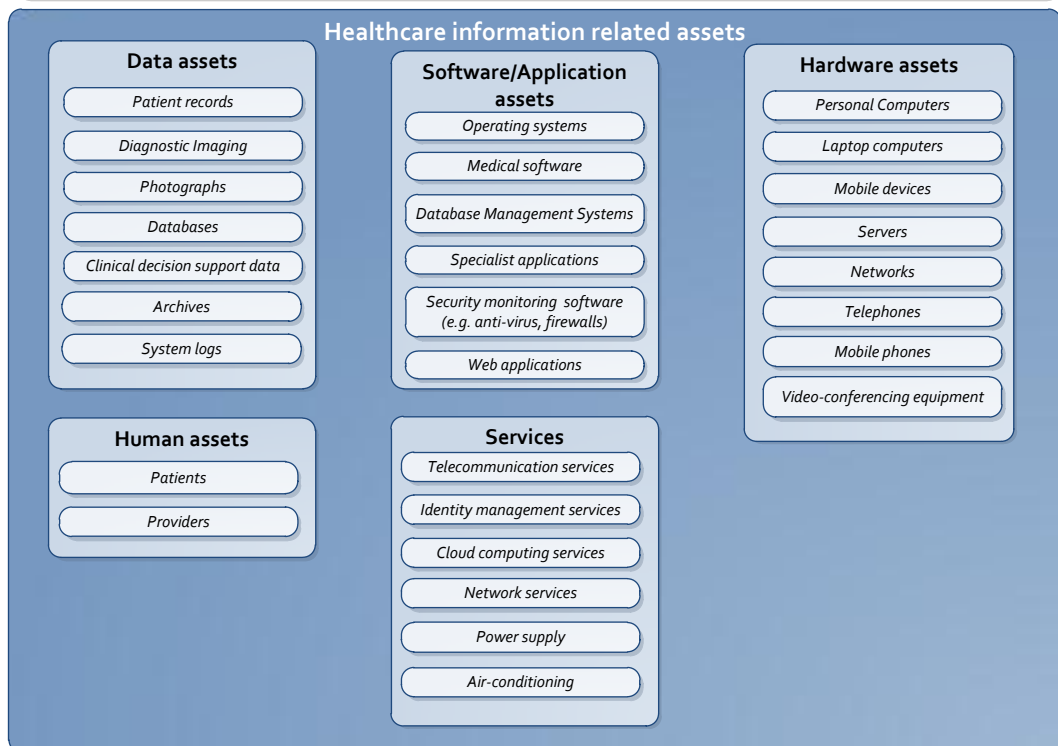 Healthcare information related assets
Data assets
Patient records
Diagnostic Imaging
Photographs
Databases
Clinical decision support data
Archives
System logs
Software/Application
assets
Operating systems
Medical software
Database Management Systems
Specialist applications
Security monitoring software
(e.g. anti-virus, firewalls)
Web applications
Hardware assets
Personal Computers
Laptop computers
Mobile devices
Servers
Networks
Telephones
Mobile phones
Video-conferencing equipment
Human assets
Patients
Providers
Services
Telecommunication services
Identity management services
Cloud computing services
Network services
Power supply
Air-conditioning